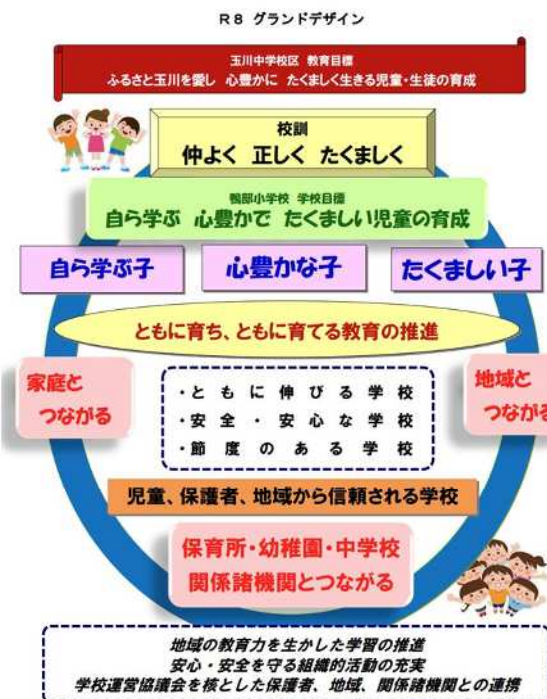 R8 グランドデザイン
玉川中学校区 教育目標
ふるさと玉川を愛し 心豊かに たくましく生きる児童・生徒の育成
校訓
仲よく 正しく たくましく
鴨部小学校 学校目標
自ら学ぶ 心豊かで たくましい児童の育成
自ら学ぶ子
心豊かな子
たくましい子
ともに育ち、ともに育てる教育の推進
家庭と
つながる
・ともに伸びる学校
・安全・安心な学校
・節度のある学校
地域と
つながる
児童、保護者、地域から信頼される学校
保育所・幼稚園・中学校
関係諸機関とつながる
地域の教育力を生かした学習の推進
安心・安全を守る組織的活動の充実
学校運営協議会を核とした保護者、地域、関係諸機関との連携